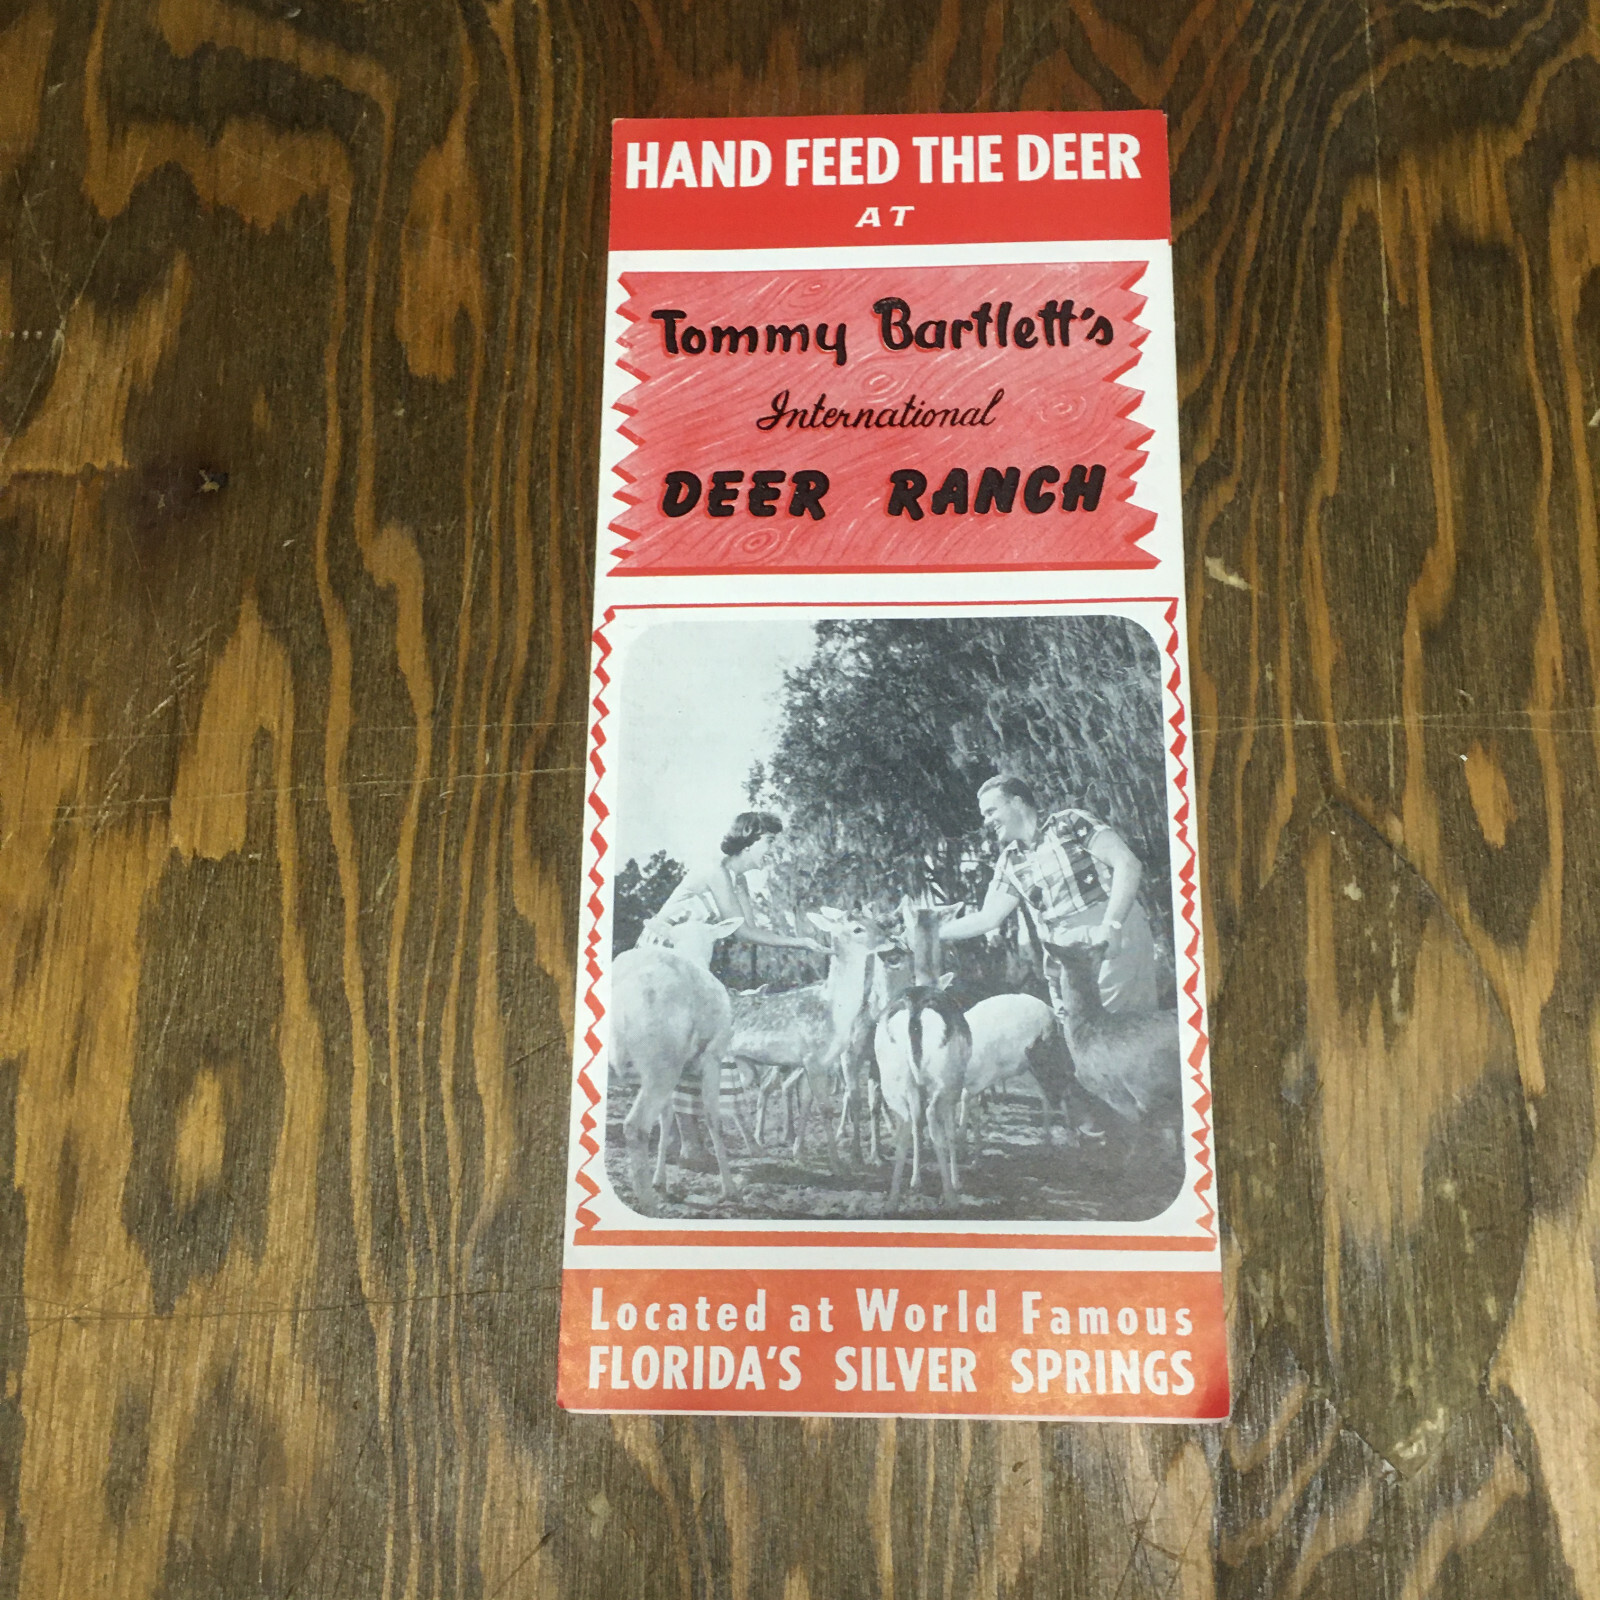 HAND FEED THE DEER
AT
Tommy Bartlett's
International
DEER RANCH
Located at World Famous
FLORIDA'S SILVER SPRINGS